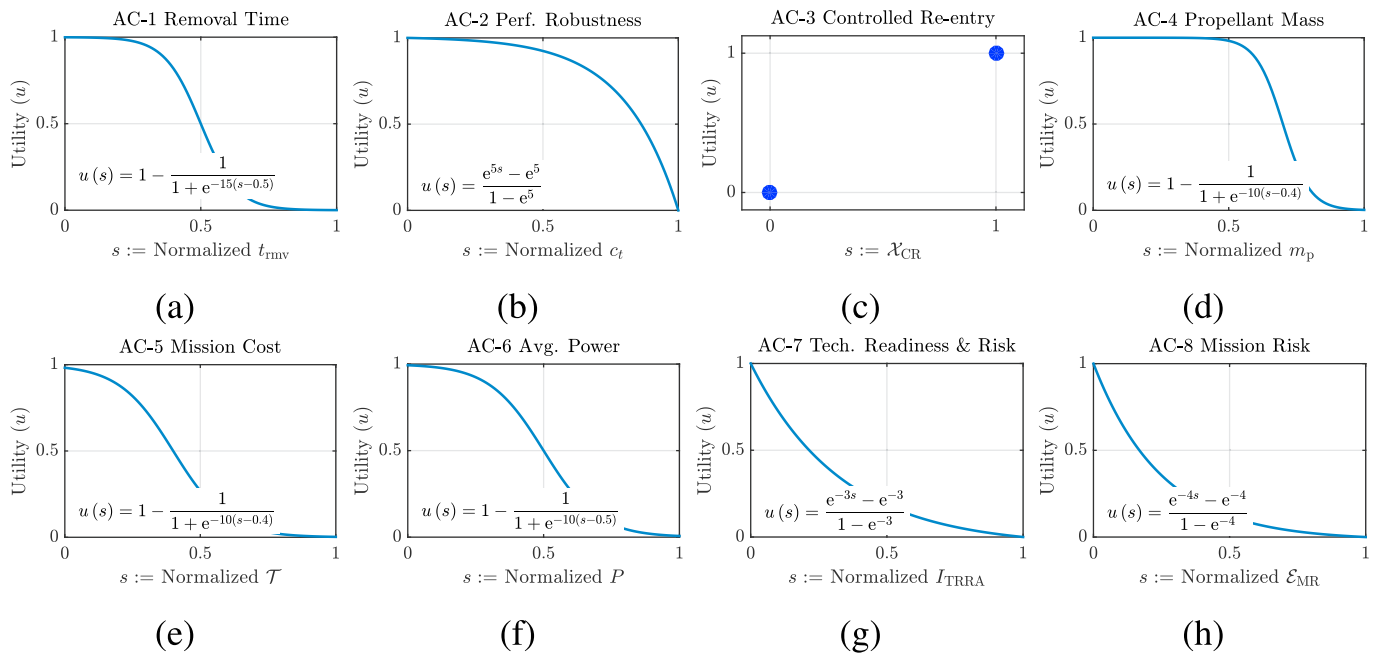 AC-1 Removal Time
Utility (u)
1
0.5
0
u (s) = 1 − 1/(1 + e^{−15(s−0.5)})
0 0.5 1
s := Normalized t_rmv
(a)
AC-2 Perf. Robustness
Utility (u)
1
0.5
0
u (s) = (e^{5s} − e^5)/(1 − e^5)
0 0.5 1
s := Normalized c_t
(b)
AC-3 Controlled Re-entry
Utility (u)
1
0
0 1
s := 𝒳_CR
(c)
AC-4 Propellant Mass
Utility (u)
1
0.5
0
u (s) = 1 − 1/(1 + e^{−10(s−0.4)})
0 0.5 1
s := Normalized m_p
(d)
AC-5 Mission Cost
Utility (u)
1
0.5
0
u (s) = 1 − 1/(1 + e^{−10(s−0.4)})
0 0.5 1
s := Normalized 𝒯
(e)
AC-6 Avg. Power
Utility (u)
1
0.5
0
u (s) = 1 − 1/(1 + e^{−10(s−0.5)})
0 0.5 1
s := Normalized P
(f)
AC-7 Tech. Readiness & Risk
Utility (u)
1
0.5
0
u (s) = (e^{−3s} − e^{−3})/(1 − e^{−3})
0 0.5 1
s := Normalized I_TRRA
(g)
AC-8 Mission Risk
Utility (u)
1
0.5
0
u (s) = (e^{−4s} − e^{−4})/(1 − e^{−4})
0 0.5 1
s := Normalized ℰ_MR
(h)